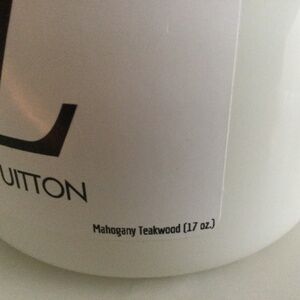 L
UITTON
Mahogany Teakwood (17 oz.)